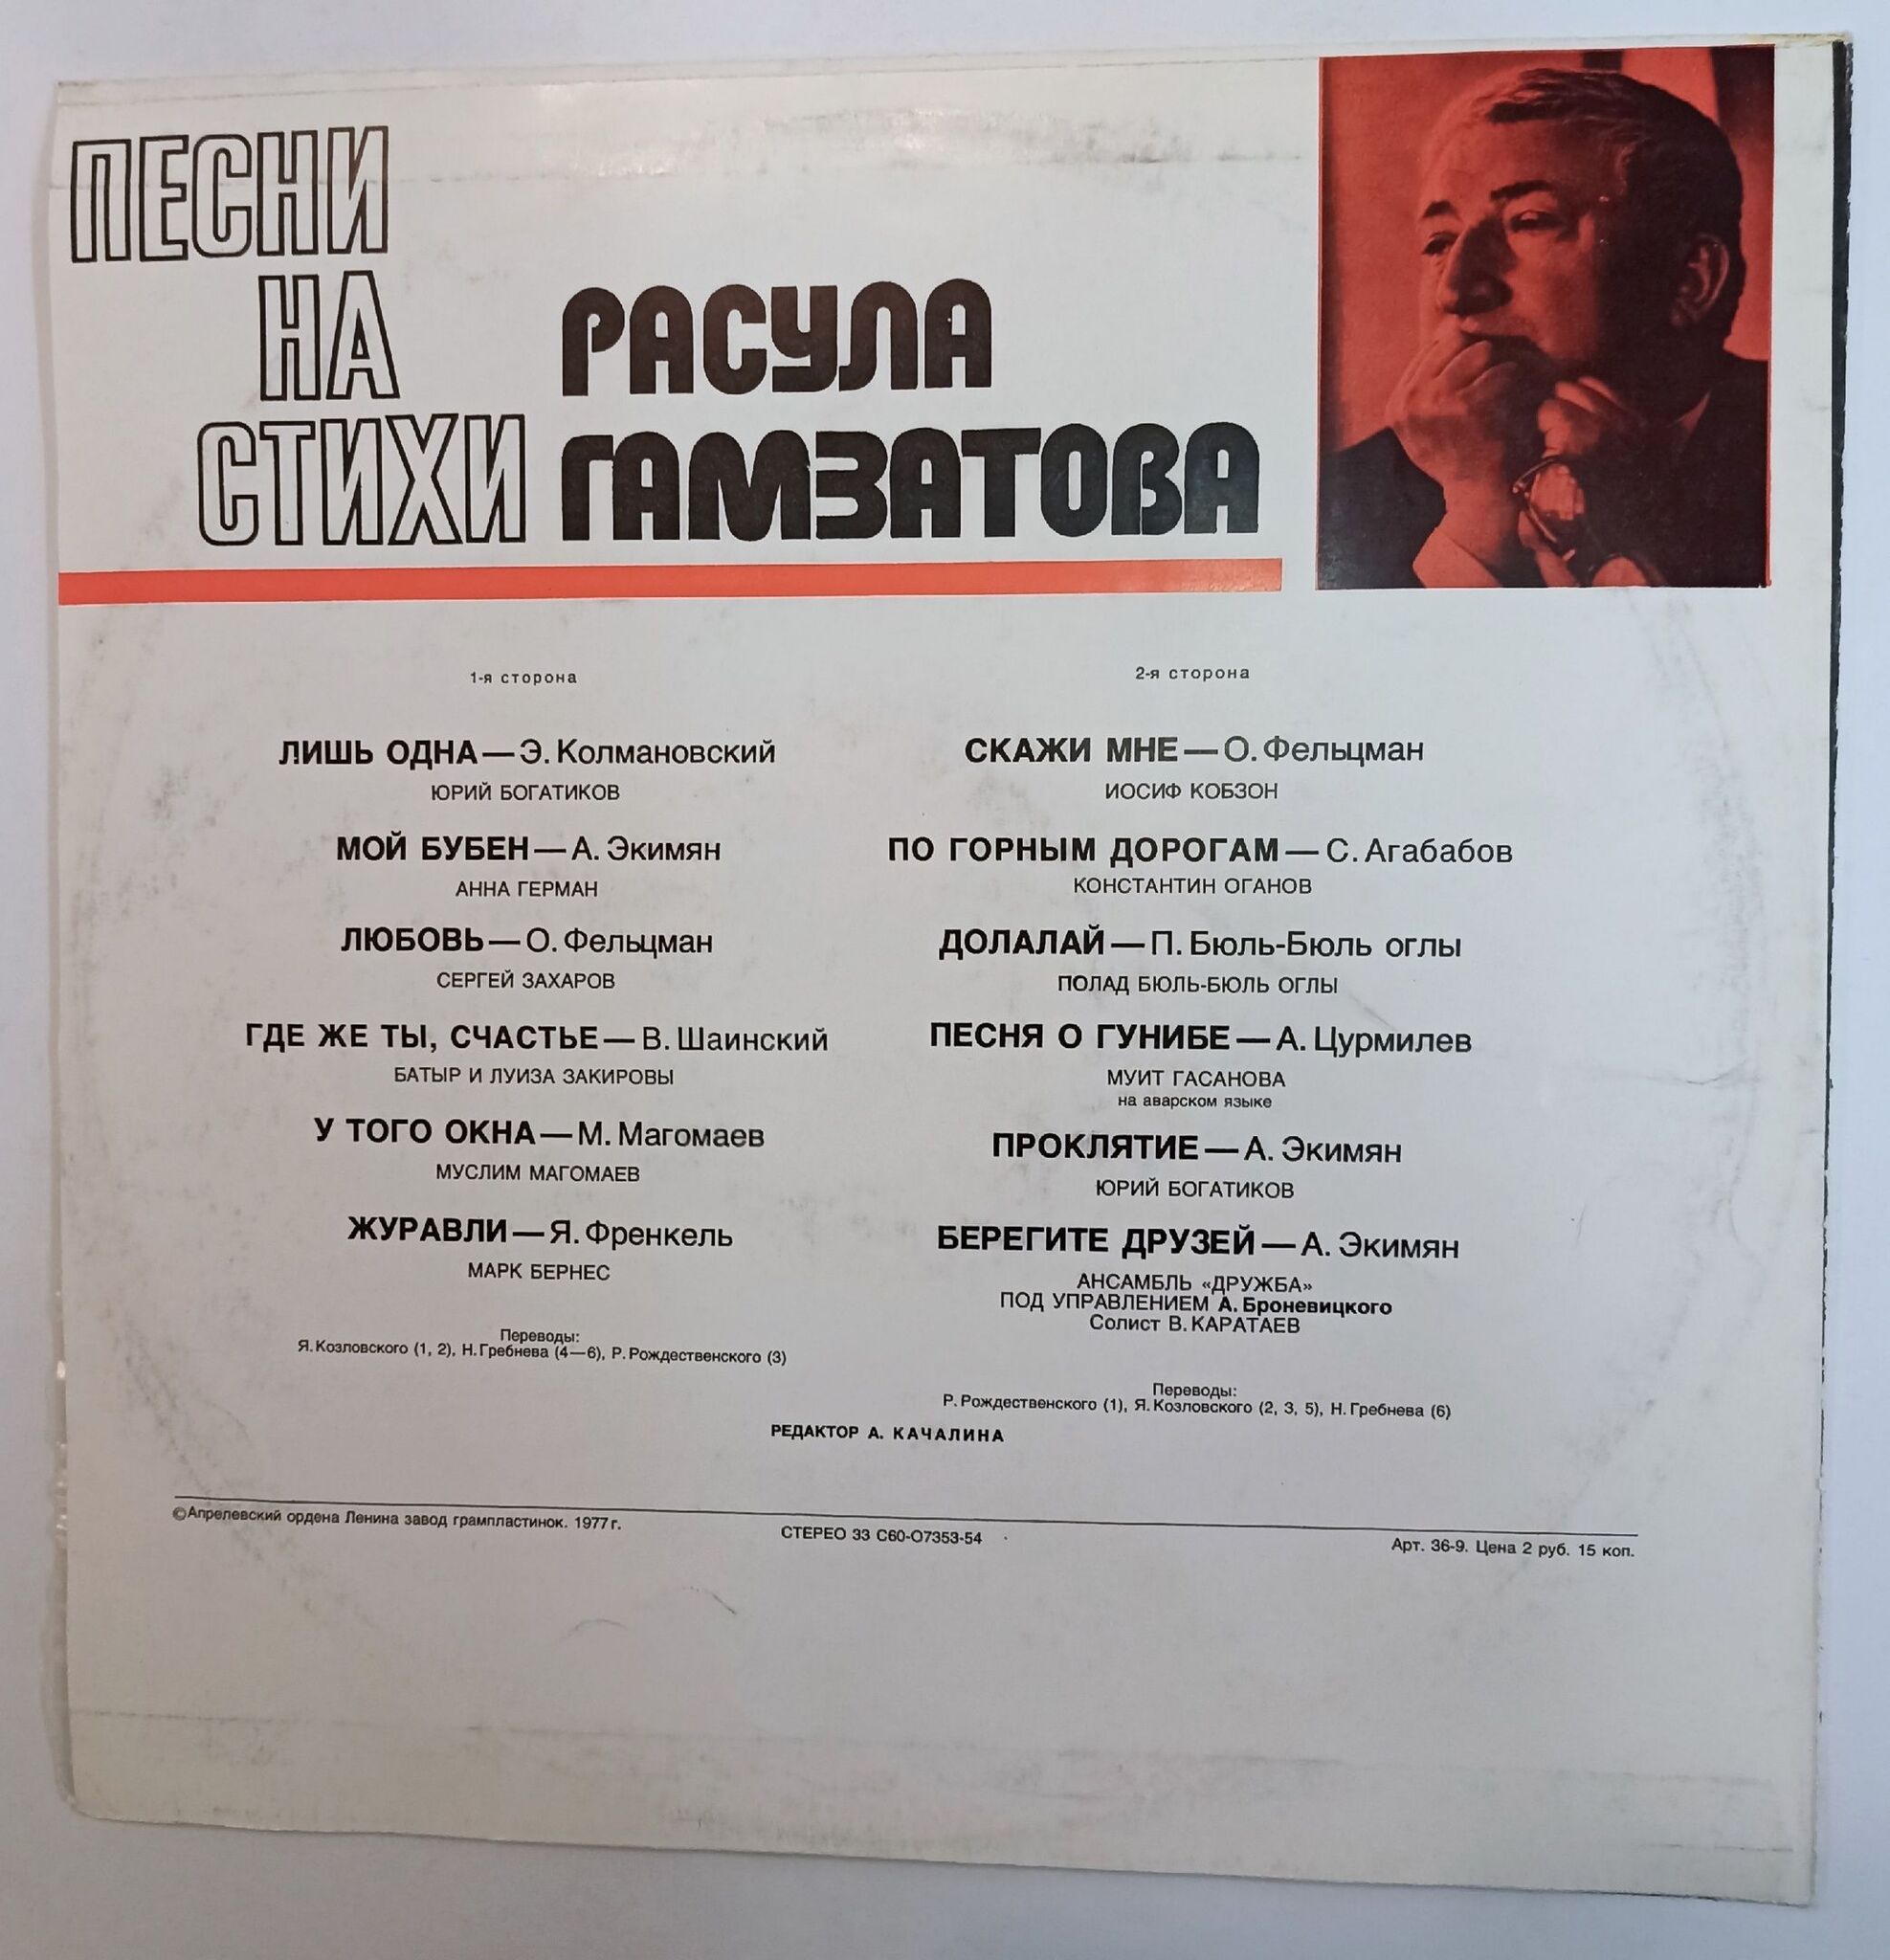 ПЕСНИ
НА
СТИХИ
РАСУЛА
ГАМЗАТОВА
1-я сторона
ЛИШЬ ОДНА — Э. Колмановский
ЮРИЙ БОГАТИКОВ
МОЙ БУБЕН — А. Экимян
АННА ГЕРМАН
ЛЮБОВЬ — О. Фельцман
СЕРГЕЙ ЗАХАРОВ
ГДЕ ЖЕ ТЫ, СЧАСТЬЕ — В. Шаинский
БАТЫР И ЛУИЗА ЗАКИРОВЫ
У ТОГО ОКНА — М. Магомаев
МУСЛИМ МАГОМАЕВ
ЖУРАВЛИ — Я. Френкель
МАРК БЕРНЕС
Переводы:
Я. Козловского (1, 2), Н. Гребнева (4—6), Р. Рождественского (3)
2-я сторона
СКАЖИ МНЕ — О. Фельцман
ИОСИФ КОБЗОН
ПО ГОРНЫМ ДОРОГАМ — С. Агабабов
КОНСТАНТИН ОГАНОВ
ДОЛАЛАЙ — П. Бюль-Бюль оглы
ПОЛАД БЮЛЬ-БЮЛЬ ОГЛЫ
ПЕСНЯ О ГУНИБЕ — А. Цурмилев
МУИТ ГАСАНОВА
на аварском языке
ПРОКЛЯТИЕ — А. Экимян
ЮРИЙ БОГАТИКОВ
БЕРЕГИТЕ ДРУЗЕЙ — А. Экимян
АНСАМБЛЬ «ДРУЖБА»
ПОД УПРАВЛЕНИЕМ А. Броневицкого
Солист В. КАРАТАЕВ
Переводы:
Р. Рождественского (1), Я. Козловского (2, 3, 5), Н. Гребнева (6)
РЕДАКТОР А. КАЧАЛИНА
©Апрелевский ордена Ленина завод грампластинок. 1977 г.
СТЕРЕО 33 С60-07353-54
Арт. 36-9. Цена 2 руб. 15 коп.